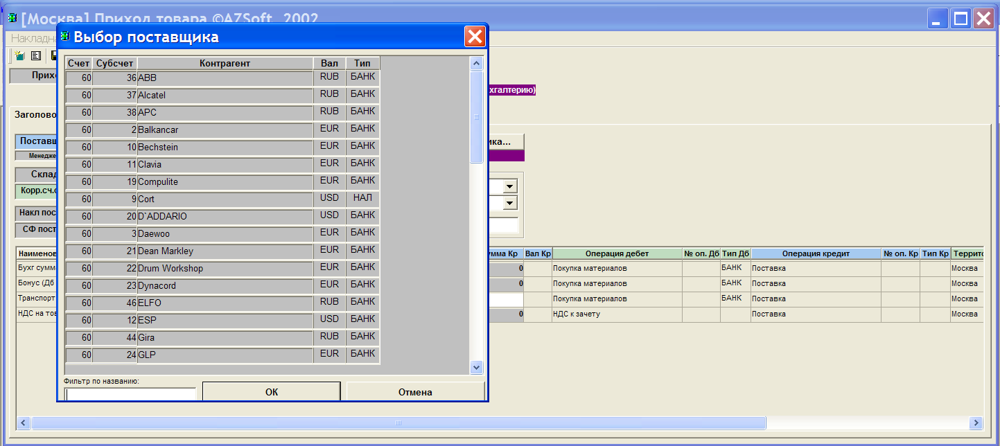 [Москва] Приход товара ©AZSoft, 2002
Накладна
Выбор поставщика
Счет Субсчет Контрагент Вал Тип
60 36 ABB RUB БАНК
60 37 Alcatel RUB БАНК
60 38 APC RUB БАНК
60 2 Balkancar EUR БАНК
60 10 Bechstein EUR БАНК
60 11 Clavia EUR БАНК
60 19 Compulite EUR БАНК
60 9 Cort USD НАЛ
60 20 D`ADDARIO USD БАНК
60 3 Daewoo EUR БАНК
60 21 Dean Markley EUR БАНК
60 22 Drum Workshop EUR БАНК
60 23 Dynacord EUR БАНК
60 46 ELFO RUB БАНК
60 12 ESP USD БАНК
60 44 Gira RUB БАНК
60 24 GLP EUR БАНК
Фильтр по названию:
ОК Отмена
Прих
хгалтерию)
Заголово
Поставщ
ика...
Менедже
Склад
Корр.сч.с
Накл пос
СФ пост
Наименов умма Кр Вал Кр Операция дебет № оп. Дб Тип Дб Операция кредит № оп. Кр Тип Кр Террито
Бухг сумма 0 Покупка материалов БАНК Поставка Москва
Бонус (Дб 0 Покупка материалов БАНК Поставка Москва
Транспорт Покупка материалов БАНК Поставка Москва
НДС на тов 0 НДС к зачету Поставка Москва